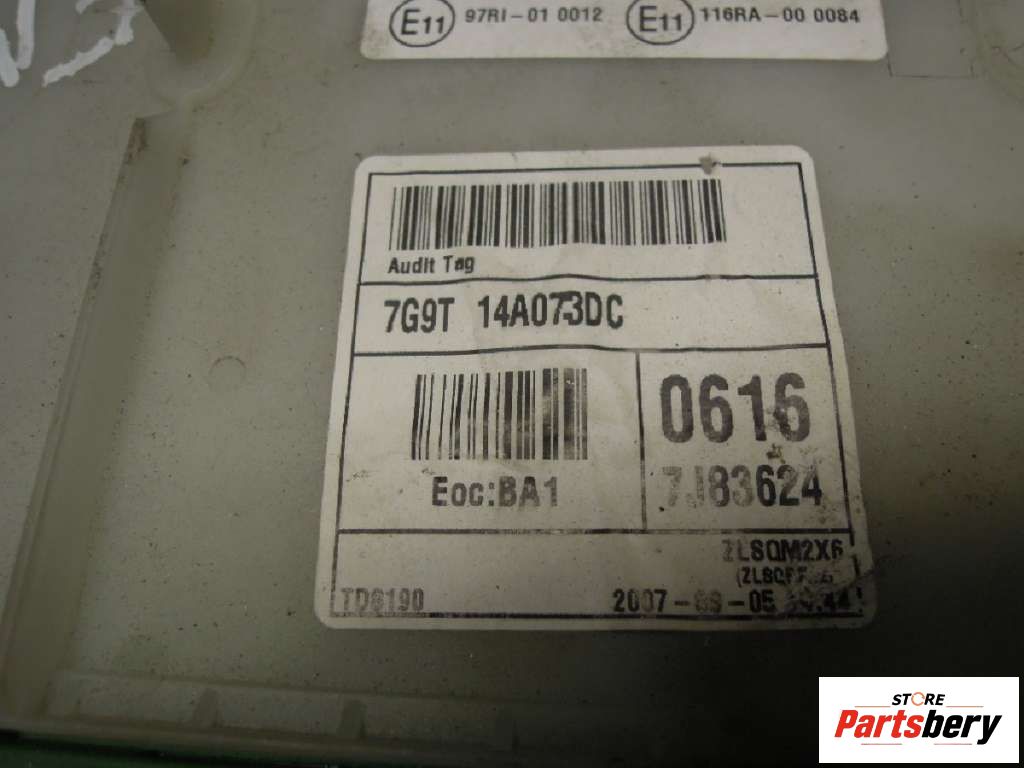 E11 97RI-01 0012 E11 116RA-00 0084
Audit Tag
7G9T 14A073DC
0616
Eoc:BA1
7J83624
ZLSQM2X6
TD8190
STORE
Partsbery